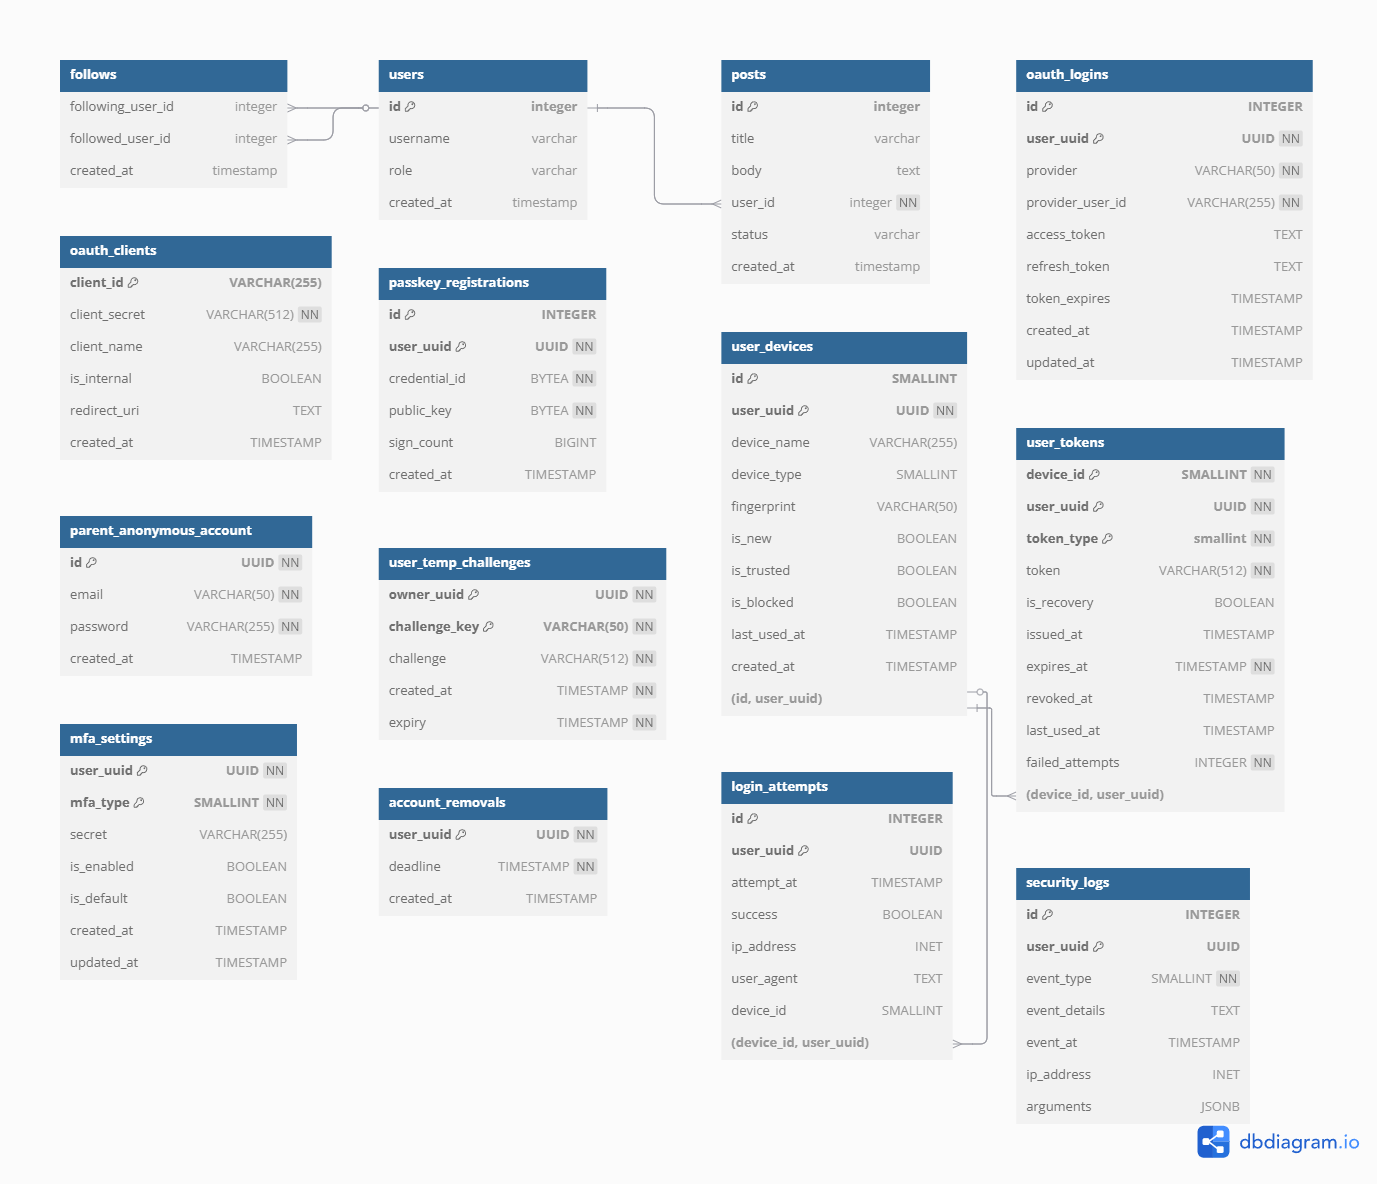 follows
following_user_id integer
followed_user_id integer
created_at timestamp
users
id integer
username varchar
role varchar
created_at timestamp
posts
id integer
title varchar
body text
user_id integer NN
status varchar
created_at timestamp
oauth_logins
id INTEGER
user_uuid UUID NN
provider VARCHAR(50) NN
provider_user_id VARCHAR(255) NN
access_token TEXT
refresh_token TEXT
token_expires TIMESTAMP
created_at TIMESTAMP
updated_at TIMESTAMP
oauth_clients
client_id VARCHAR(255)
client_secret VARCHAR(512) NN
client_name VARCHAR(255)
is_internal BOOLEAN
redirect_uri TEXT
created_at TIMESTAMP
passkey_registrations
id INTEGER
user_uuid UUID NN
credential_id BYTEA NN
public_key BYTEA NN
sign_count BIGINT
created_at TIMESTAMP
user_devices
id SMALLINT
user_uuid UUID NN
device_name VARCHAR(255)
device_type SMALLINT
fingerprint VARCHAR(50)
is_new BOOLEAN
is_trusted BOOLEAN
is_blocked BOOLEAN
last_used_at TIMESTAMP
created_at TIMESTAMP
(id, user_uuid)
user_tokens
device_id SMALLINT NN
user_uuid UUID NN
token_type smallint NN
token VARCHAR(512) NN
is_recovery BOOLEAN
issued_at TIMESTAMP
expires_at TIMESTAMP NN
revoked_at TIMESTAMP
last_used_at TIMESTAMP
failed_attempts INTEGER NN
(device_id, user_uuid)
parent_anonymous_account
id UUID NN
email VARCHAR(50) NN
password VARCHAR(255) NN
created_at TIMESTAMP
user_temp_challenges
owner_uuid UUID NN
challenge_key VARCHAR(50) NN
challenge VARCHAR(512) NN
created_at TIMESTAMP NN
expiry TIMESTAMP NN
mfa_settings
user_uuid UUID NN
mfa_type SMALLINT NN
secret VARCHAR(255)
is_enabled BOOLEAN
is_default BOOLEAN
created_at TIMESTAMP
updated_at TIMESTAMP
account_removals
user_uuid UUID NN
deadline TIMESTAMP NN
created_at TIMESTAMP
login_attempts
id INTEGER
user_uuid UUID
attempt_at TIMESTAMP
success BOOLEAN
ip_address INET
user_agent TEXT
device_id SMALLINT
(device_id, user_uuid)
security_logs
id INTEGER
user_uuid UUID
event_type SMALLINT NN
event_details TEXT
event_at TIMESTAMP
ip_address INET
arguments JSONB
dbdiagram.io